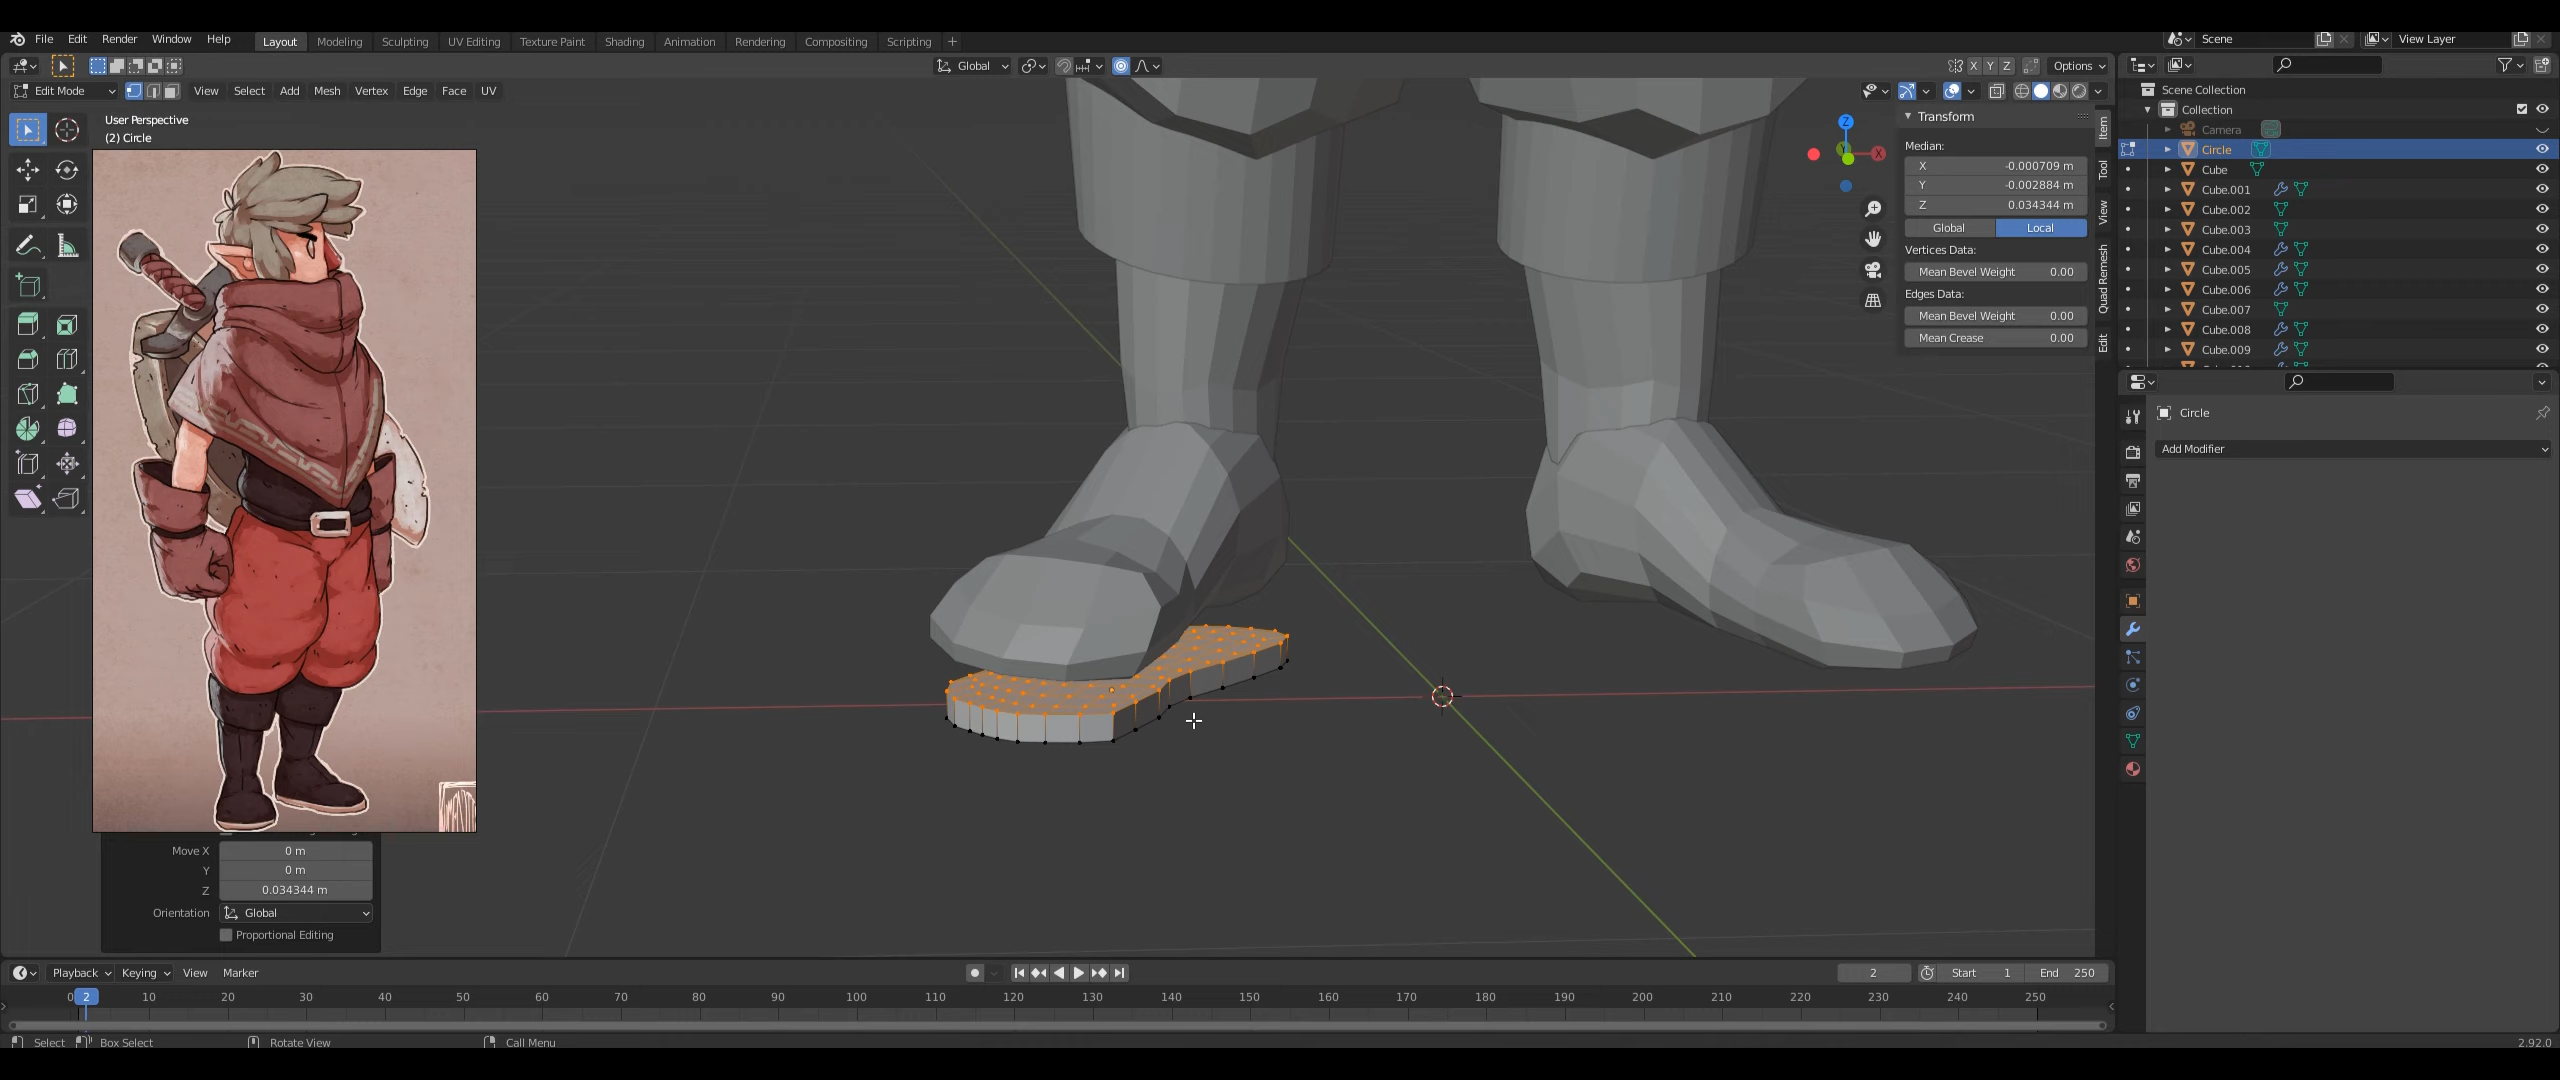 File Edit Render Window Help Layout Modeling Sculpting UV Editing Texture Paint Shading Animation Rendering Compositing Scripting + Scene View Layer
Global Options X Y Z
Edit Mode View Select Add Mesh Vertex Edge Face UV
User Perspective
(2) Circle
Transform
Median:
X -0.000709 m
Y -0.002884 m
Z 0.034344 m
Global Local
Vertices Data:
Mean Bevel Weight 0.00
Edges Data:
Mean Bevel Weight 0.00
Mean Crease 0.00
Item
Tool
View
Quad Remesh
Edit
Z
X
Scene Collection
Collection
Camera
Circle
Cube
Cube.001
Cube.002
Cube.003
Cube.004
Cube.005
Cube.006
Cube.007
Cube.008
Cube.009
Circle
Add Modifier
Move X 0 m
Y 0 m
Z 0.034344 m
Orientation Global
Proportional Editing
Playback Keying View Marker 2 Start 1 End 250
0 2 10 20 30 40 50 60 70 80 90 100 110 120 130 140 150 160 170 180 190 200 210 220 230 240 250
Select Box Select Rotate View Call Menu 2.92.0